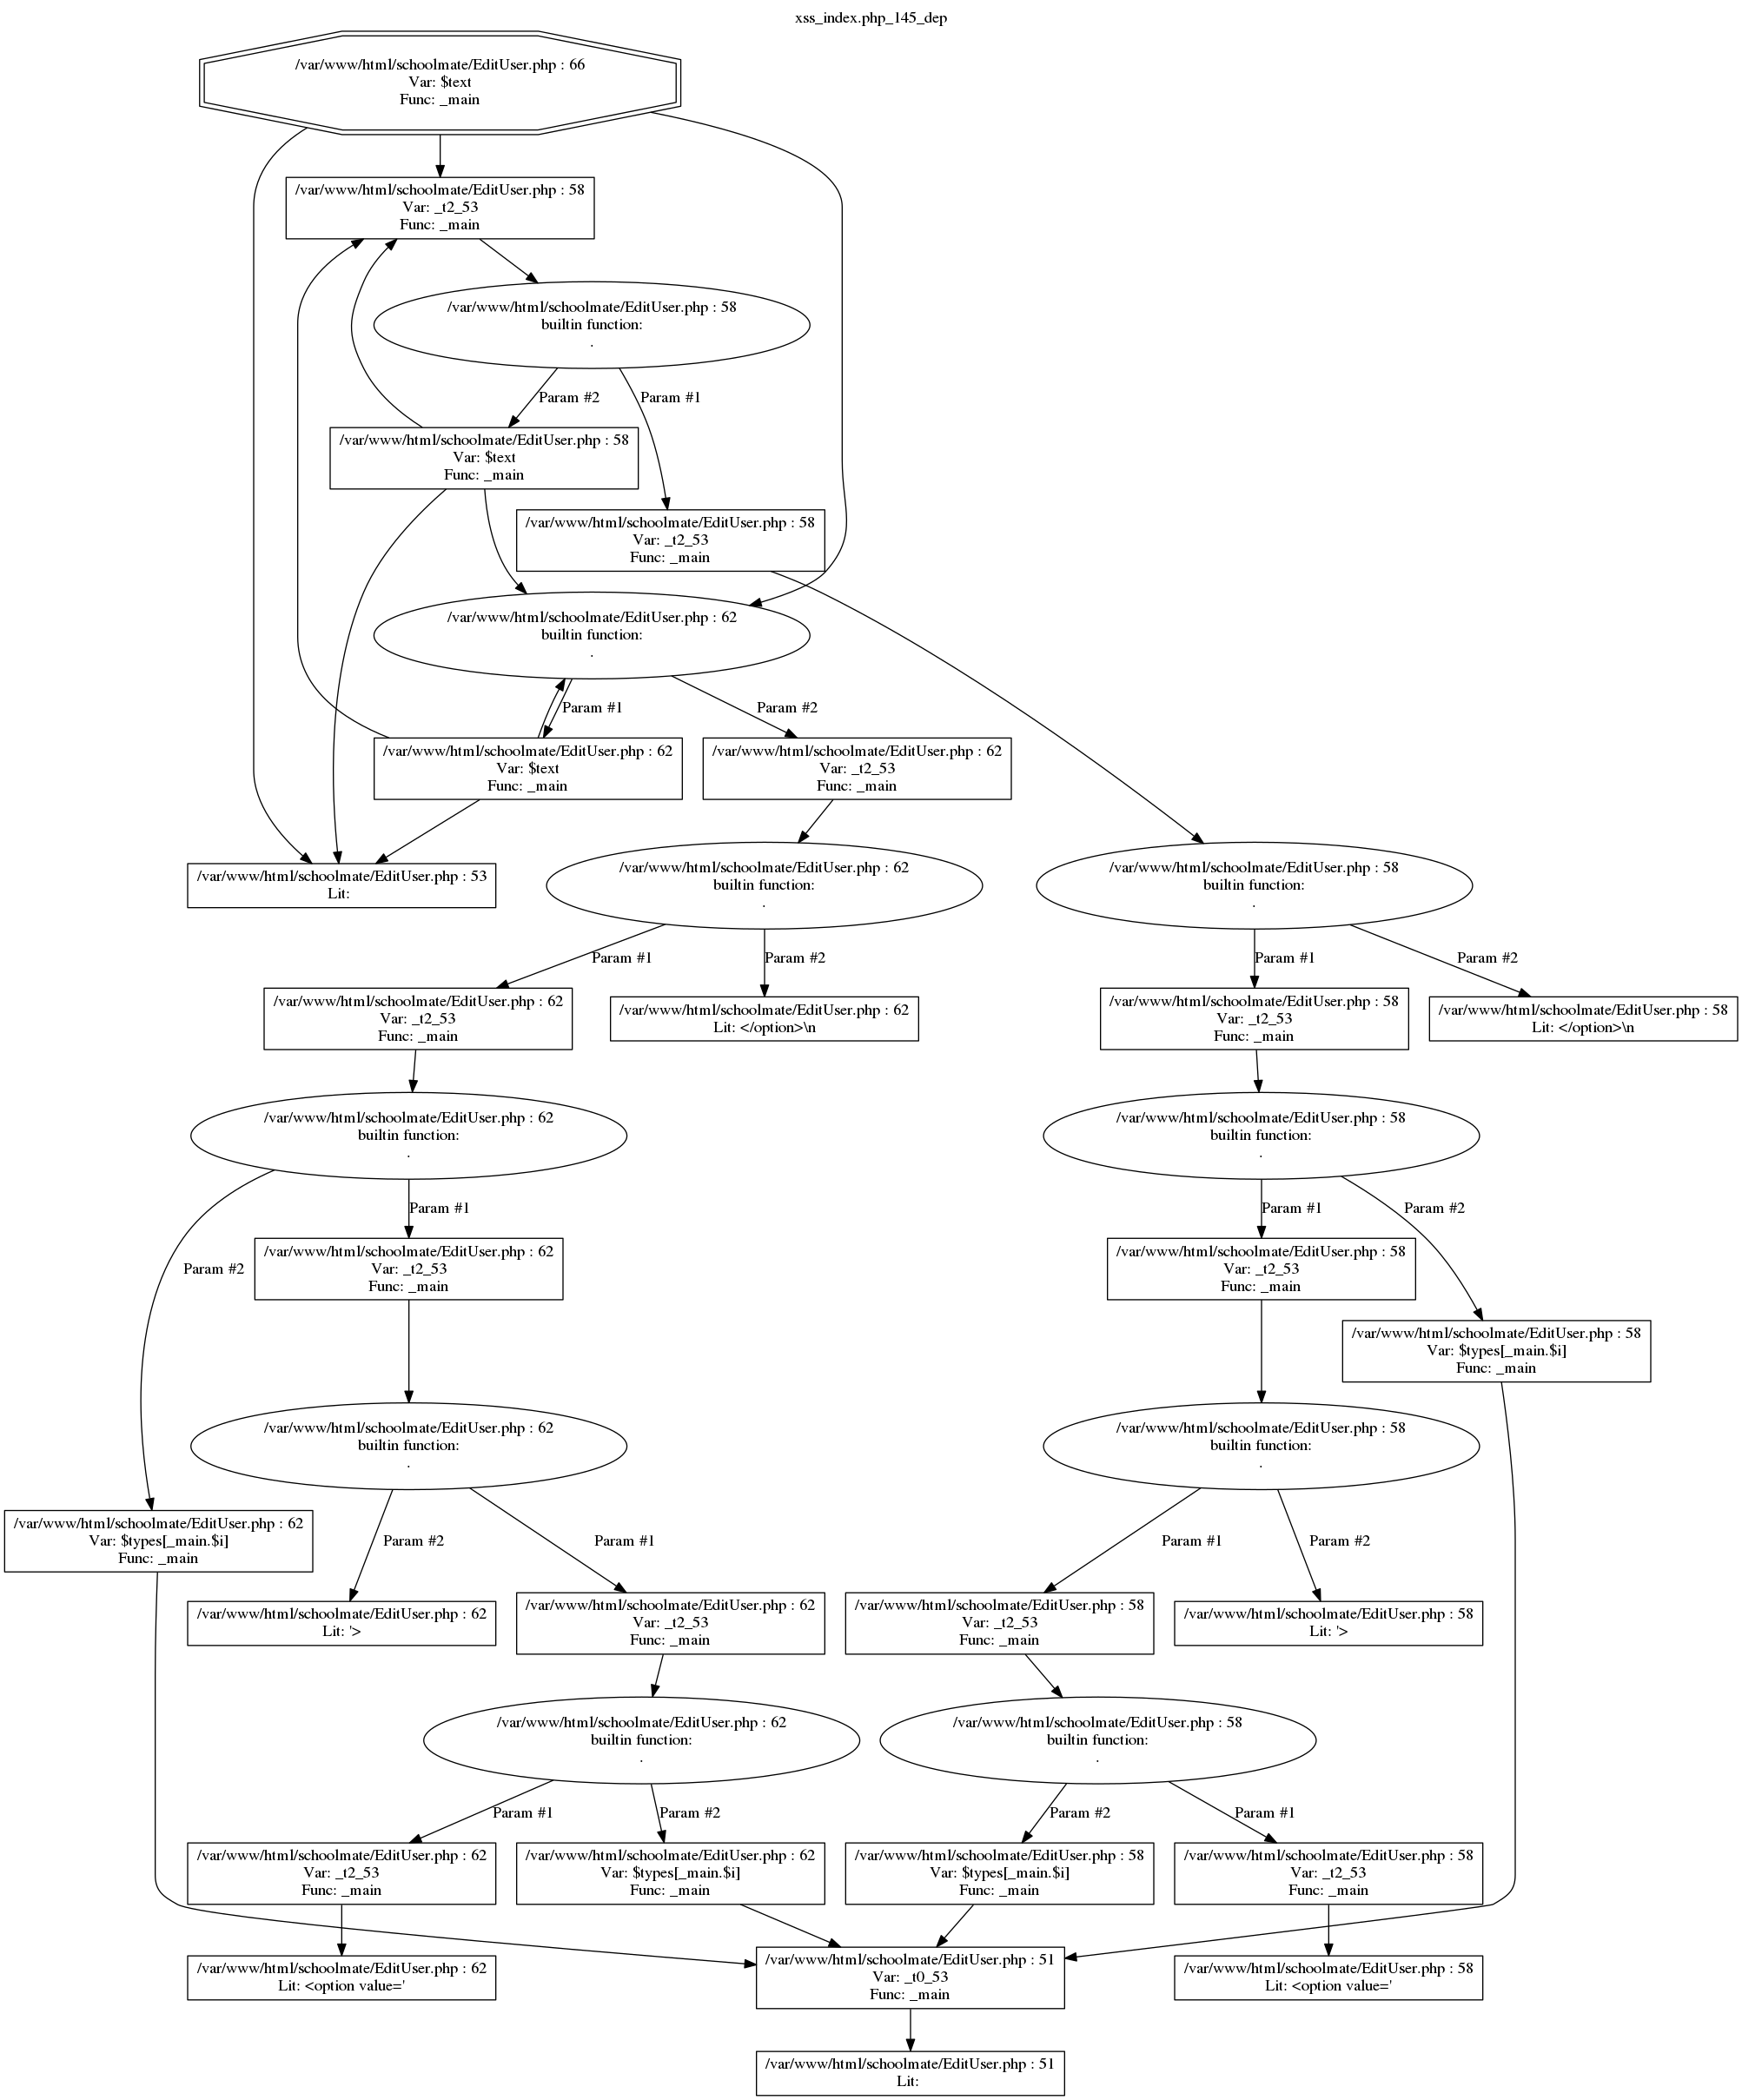 xss_index.php_145_dep
/var/www/html/schoolmate/EditUser.php : 66
Var: $text
Func: _main
/var/www/html/schoolmate/EditUser.php : 58
Var: _t2_53
Func: _main
/var/www/html/schoolmate/EditUser.php : 58
builtin function:
.
Param #2
Param #1
/var/www/html/schoolmate/EditUser.php : 58
Var: $text
Func: _main
/var/www/html/schoolmate/EditUser.php : 58
Var: _t2_53
Func: _main
/var/www/html/schoolmate/EditUser.php : 62
builtin function:
.
Param #1
Param #2
/var/www/html/schoolmate/EditUser.php : 62
Var: $text
Func: _main
/var/www/html/schoolmate/EditUser.php : 62
Var: _t2_53
Func: _main
/var/www/html/schoolmate/EditUser.php : 53
Lit:
/var/www/html/schoolmate/EditUser.php : 62
builtin function:
.
/var/www/html/schoolmate/EditUser.php : 58
builtin function:
.
Param #1
Param #2
Param #1
Param #2
/var/www/html/schoolmate/EditUser.php : 62
Var: _t2_53
Func: _main
/var/www/html/schoolmate/EditUser.php : 62
Lit: </option>\n
/var/www/html/schoolmate/EditUser.php : 58
Var: _t2_53
Func: _main
/var/www/html/schoolmate/EditUser.php : 58
Lit: </option>\n
/var/www/html/schoolmate/EditUser.php : 62
builtin function:
.
/var/www/html/schoolmate/EditUser.php : 58
builtin function:
.
Param #2
Param #1
Param #1
Param #2
/var/www/html/schoolmate/EditUser.php : 62
Var: _t2_53
Func: _main
/var/www/html/schoolmate/EditUser.php : 58
Var: _t2_53
Func: _main
/var/www/html/schoolmate/EditUser.php : 58
Var: $types[_main.$i]
Func: _main
/var/www/html/schoolmate/EditUser.php : 62
builtin function:
.
/var/www/html/schoolmate/EditUser.php : 58
builtin function:
.
/var/www/html/schoolmate/EditUser.php : 62
Var: $types[_main.$i]
Func: _main
Param #2
Param #1
Param #1
Param #2
/var/www/html/schoolmate/EditUser.php : 62
Lit: '>
/var/www/html/schoolmate/EditUser.php : 62
Var: _t2_53
Func: _main
/var/www/html/schoolmate/EditUser.php : 58
Var: _t2_53
Func: _main
/var/www/html/schoolmate/EditUser.php : 58
Lit: '>
/var/www/html/schoolmate/EditUser.php : 62
builtin function:
.
/var/www/html/schoolmate/EditUser.php : 58
builtin function:
.
Param #1
Param #2
Param #2
Param #1
/var/www/html/schoolmate/EditUser.php : 62
Var: _t2_53
Func: _main
/var/www/html/schoolmate/EditUser.php : 62
Var: $types[_main.$i]
Func: _main
/var/www/html/schoolmate/EditUser.php : 58
Var: $types[_main.$i]
Func: _main
/var/www/html/schoolmate/EditUser.php : 58
Var: _t2_53
Func: _main
/var/www/html/schoolmate/EditUser.php : 62
Lit: <option value='
/var/www/html/schoolmate/EditUser.php : 51
Var: _t0_53
Func: _main
/var/www/html/schoolmate/EditUser.php : 58
Lit: <option value='
/var/www/html/schoolmate/EditUser.php : 51
Lit: